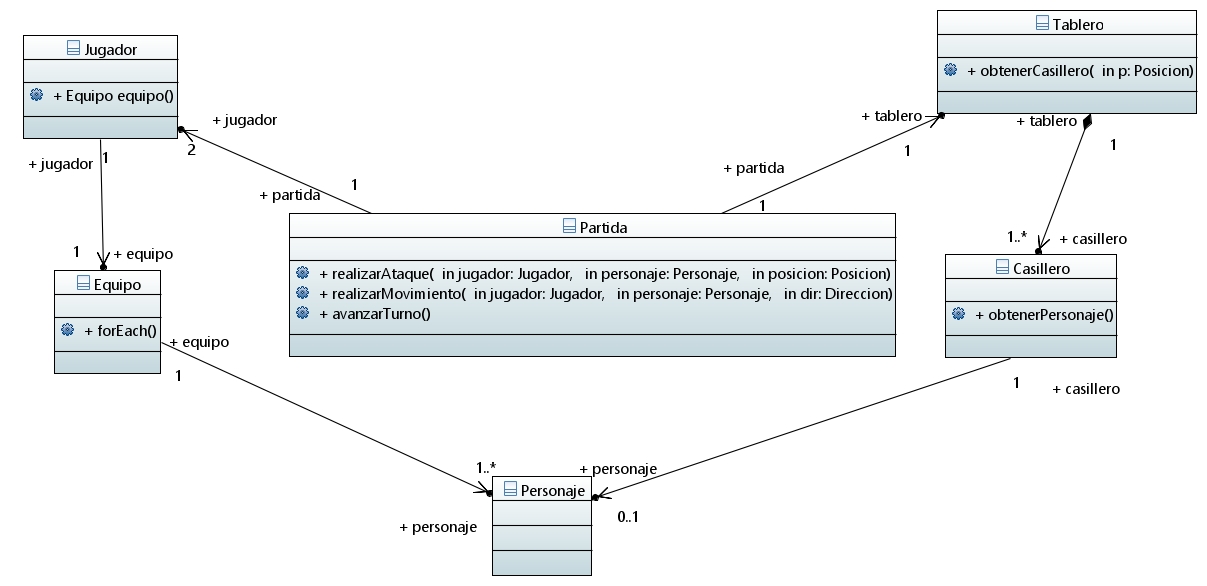 Jugador
+ Equipo equipo()
+ jugador
2
1
+ partida
+ jugador
1
1
+ equipo
Equipo
+ forEach()
+ equipo
1
Partida
+ realizarAtaque( in jugador: Jugador, in personaje: Personaje, in posicion: Posicion)
+ realizarMovimiento( in jugador: Jugador, in personaje: Personaje, in dir: Direccion)
+ avanzarTurno()
+ partida
1
+ tablero
1
Tablero
+ obtenerCasillero( in p: Posicion)
+ tablero
1
1..*
+ casillero
Casillero
+ obtenerPersonaje()
1
+ casillero
1..*
+ personaje
+ personaje
0..1
Personaje